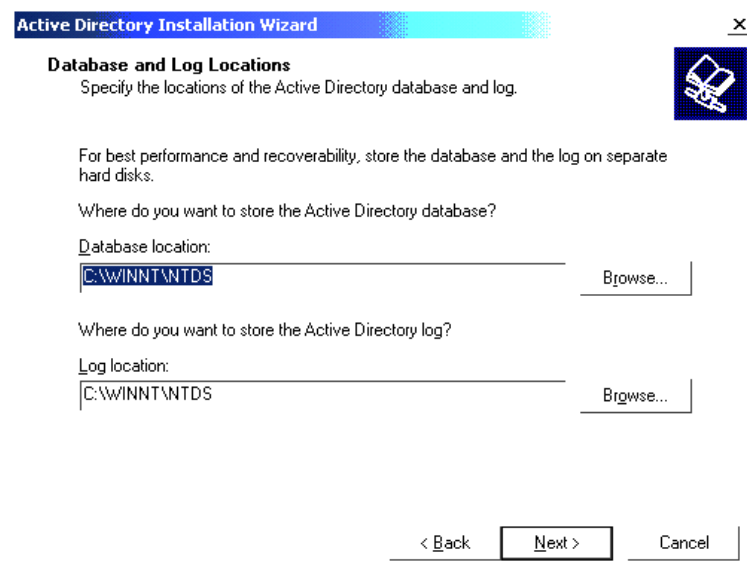 Active Directory Installation Wizard
Database and Log Locations
Specify the locations of the Active Directory database and log.
For best performance and recoverability, store the database and the log on separate
hard disks.
Where do you want to store the Active Directory database?
Database location:
C:\WINNT\NTDS
Browse...
Where do you want to store the Active Directory log?
Log location:
C:\WINNT\NTDS
Browse...
< Back
Next >
Cancel